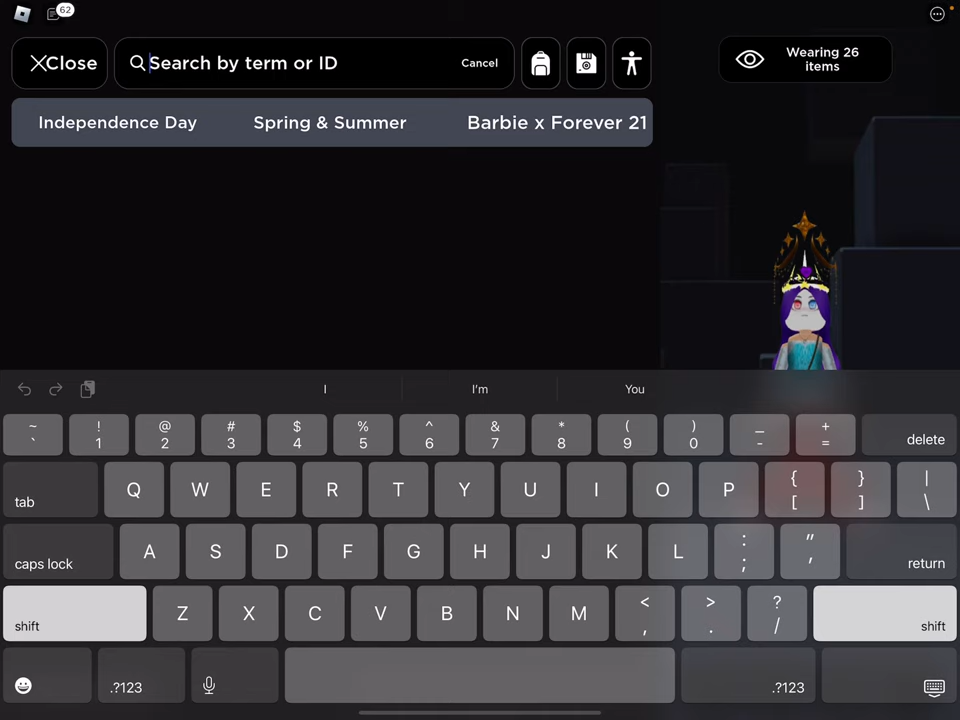 62
Close
Search by term or ID
Cancel
Wearing 26
items
Independence Day
Spring & Summer
Barbie x Forever 21
I
I'm
You
~ ! @ # $ % ^ & * ( ) _ +
` 1 2 3 4 5 6 7 8 9 0 - = delete
tab Q W E R T Y U I O P { [ } ] | \
caps lock A S D F G H J K L : ; " ' return
shift Z X C V B N M < , > . ? / shift
.?123
.?123